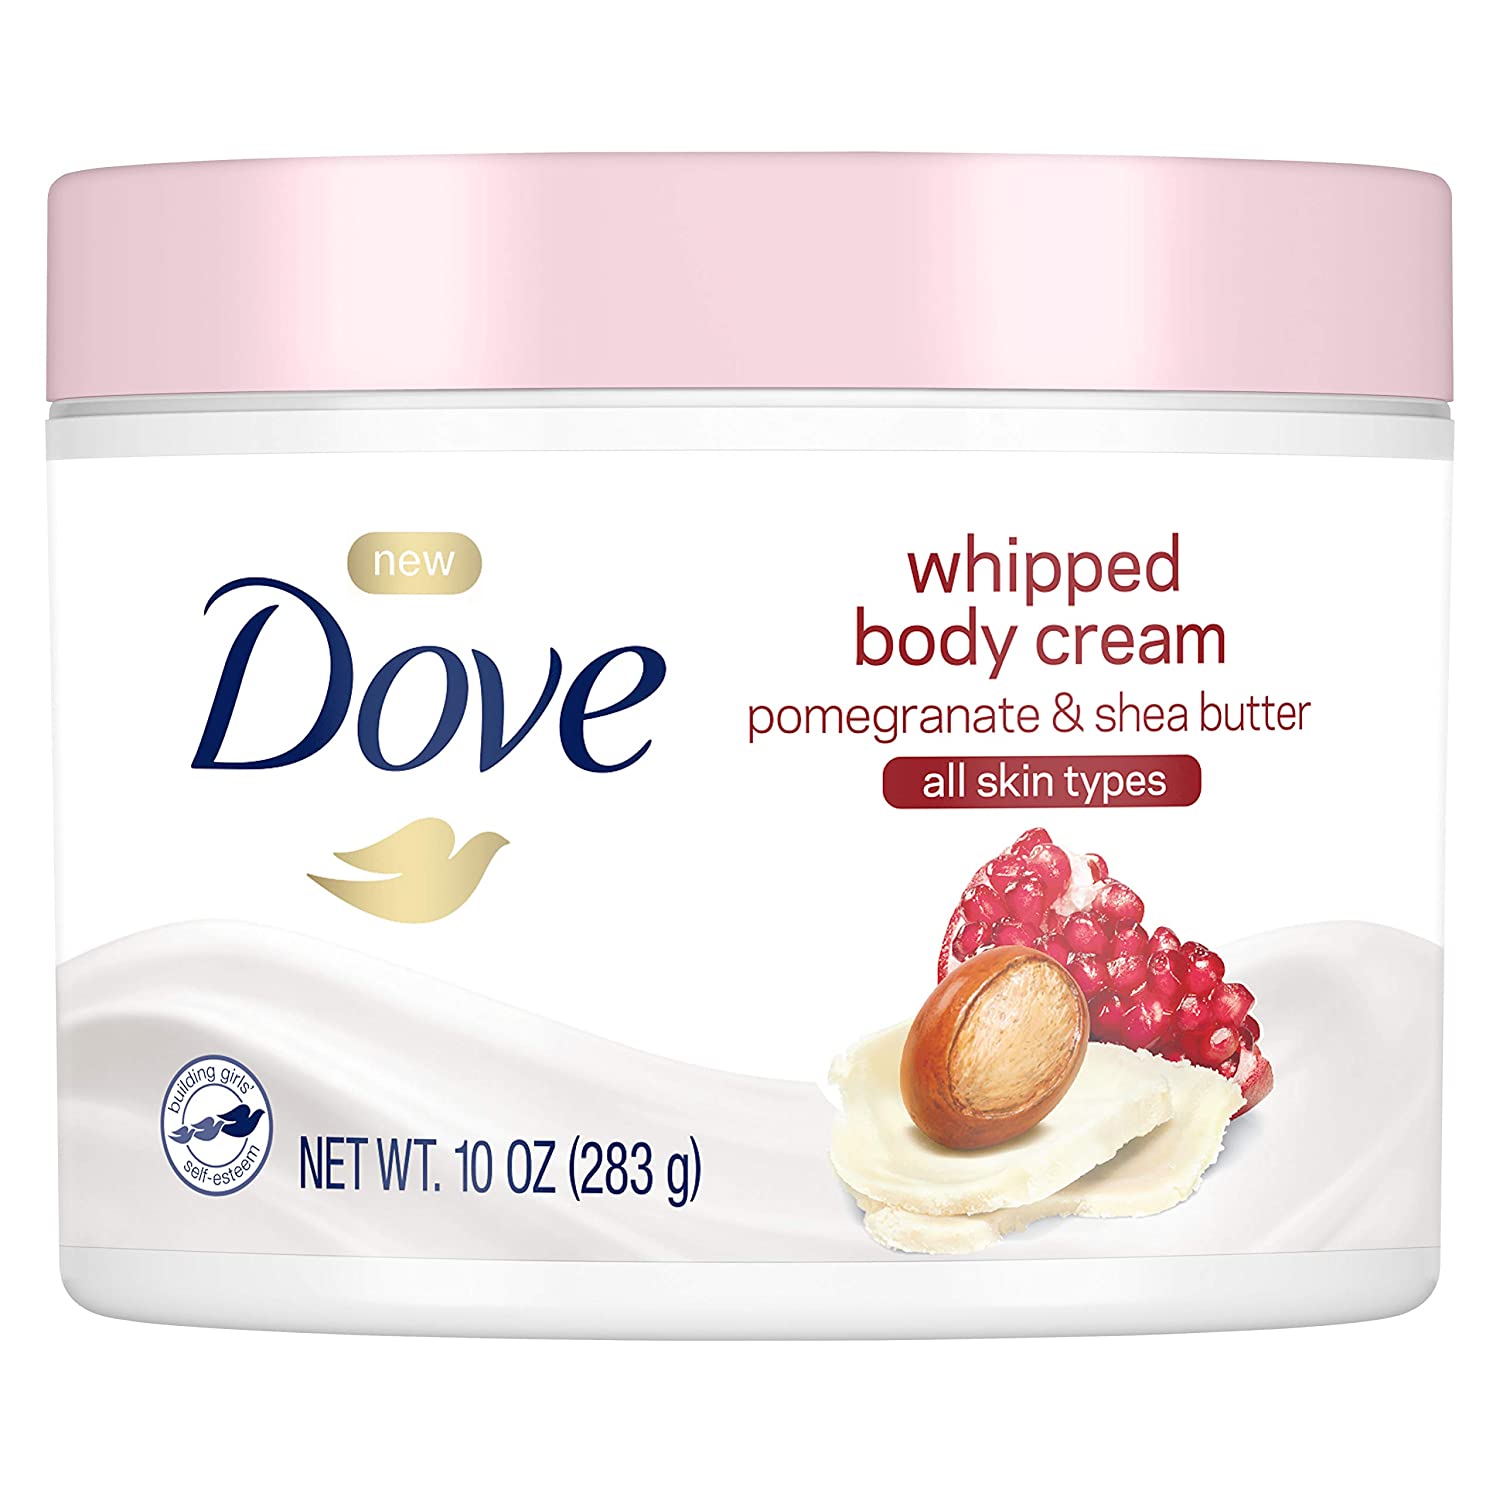 new
Dove
whipped
body cream
pomegranate & shea butter
all skin types
building girls'
self-esteem
NET WT. 10 OZ (283 g)